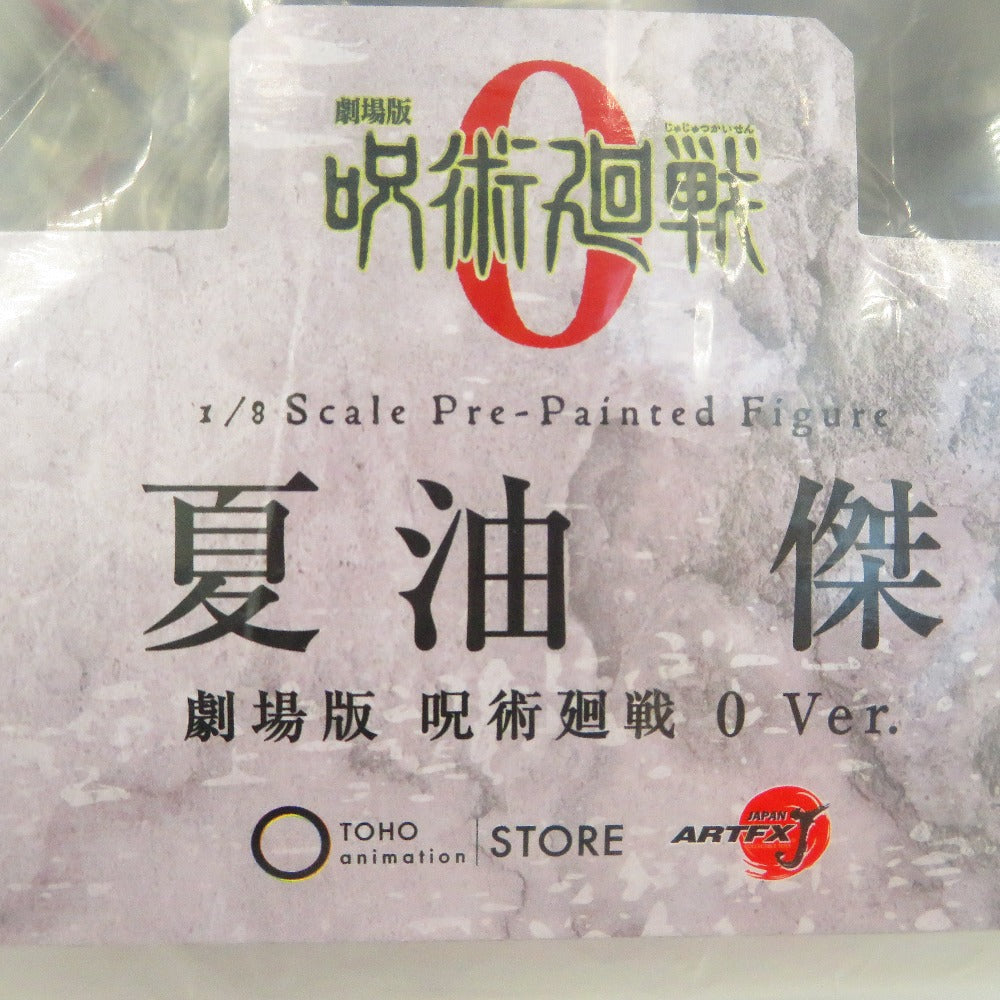 劇場版
じゅじゅつかいせん
呪術廻戦
0
1/8 Scale Pre-Painted Figure
夏油 傑
劇場版 呪術廻戦 0 Ver.
TOHO
animation
STORE
JAPAN
ARTFX J